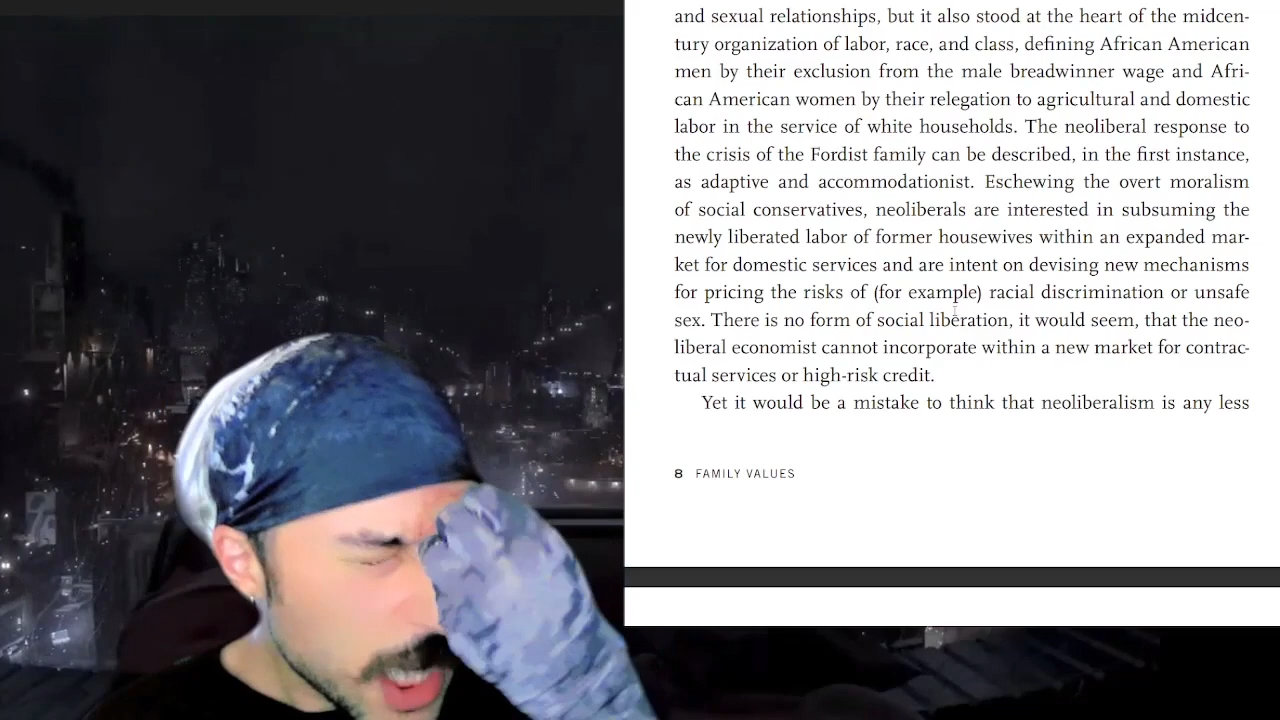 and sexual relationships, but it also stood at the heart of the midcen-
tury organization of labor, race, and class, defining African American
men by their exclusion from the male breadwinner wage and Afri-
can American women by their relegation to agricultural and domestic
labor in the service of white households. The neoliberal response to
the crisis of the Fordist family can be described, in the first instance,
as adaptive and accommodationist. Eschewing the overt moralism
of social conservatives, neoliberals are interested in subsuming the
newly liberated labor of former housewives within an expanded mar-
ket for domestic services and are intent on devising new mechanisms
for pricing the risks of (for example) racial discrimination or unsafe
sex. There is no form of social liberation, it would seem, that the neo-
liberal economist cannot incorporate within a new market for contrac-
tual services or high-risk credit.
Yet it would be a mistake to think that neoliberalism is any less
8 FAMILY VALUES